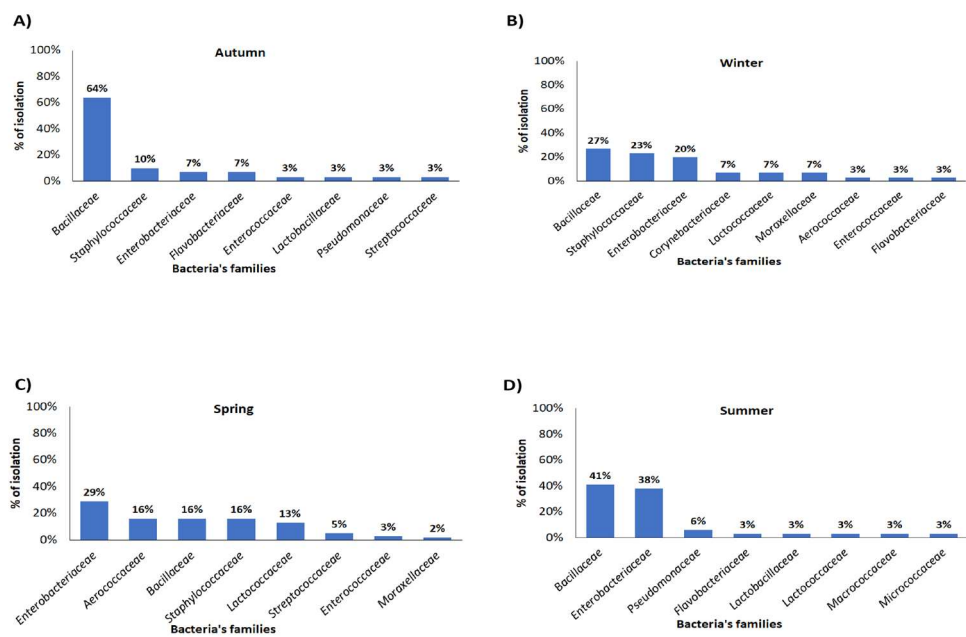 A)
Autumn
% of isolation
100%
80%
60%
40%
20%
0%
64%
10%
7%
7%
3%
3%
3%
3%
Bacillaceae
Staphylococcaceae
Enterobacteriaceae
Flavobacteriaceae
Enterococcaceae
Lactobacillaceae
Pseudomonaceae
Streptococcaceae
Bacteria's families
B)
Winter
% of isolation
100%
80%
60%
40%
20%
0%
27%
23%
20%
7%
7%
7%
3%
3%
3%
Bacillaceae
Staphylococcaceae
Enterobacteriaceae
Corynebacteriaceae
Lactococcaceae
Moraxellaceae
Aerococcaceae
Enterococcaceae
Flavobacteriaceae
Bacteria's families
C)
Spring
% of isolation
100%
80%
60%
40%
20%
0%
29%
16%
16%
16%
13%
5%
3%
2%
Enterobacteriaceae
Aerococcaceae
Bacillaceae
Staphylococcaceae
Lactococcaceae
Streptococcaceae
Enterococcaceae
Moraxellaceae
Bacteria's families
D)
Summer
% of isolation
100%
80%
60%
40%
20%
0%
41%
38%
6%
3%
3%
3%
3%
3%
Bacillaceae
Enterobacteriaceae
Pseudomonaceae
Flavobacteriaceae
Lactobacillaceae
Lactococcaceae
Macrococcaceae
Micrococcaceae
Bacteria's families